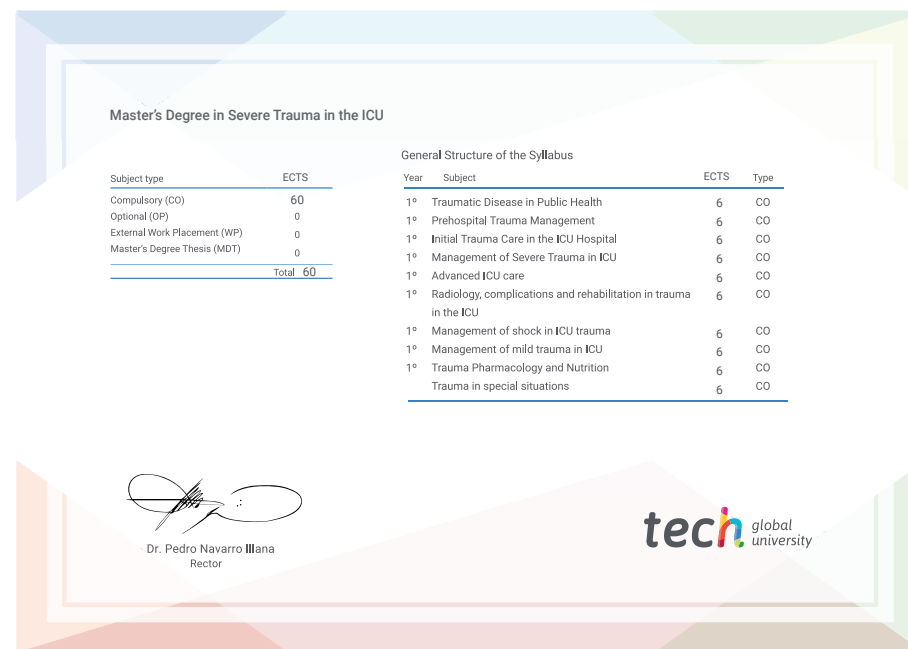 Master's Degree in Severe Trauma in the ICU
General Structure of the Syllabus
Subject type ECTS
Compulsory (CO) 60
Optional (OP) 0
External Work Placement (WP) 0
Master's Degree Thesis (MDT) 0
Total 60
Year Subject ECTS Type
1º Traumatic Disease in Public Health 6 CO
1º Prehospital Trauma Management 6 CO
1º Initial Trauma Care in the ICU Hospital 6 CO
1º Management of Severe Trauma in ICU 6 CO
1º Advanced ICU care 6 CO
1º Radiology, complications and rehabilitation in trauma 6 CO
in the ICU
1º Management of shock in ICU trauma 6 CO
1º Management of mild trauma in ICU 6 CO
1º Trauma Pharmacology and Nutrition 6 CO
Trauma in special situations 6 CO
Dr. Pedro Navarro Illana
Rector
tech global
university